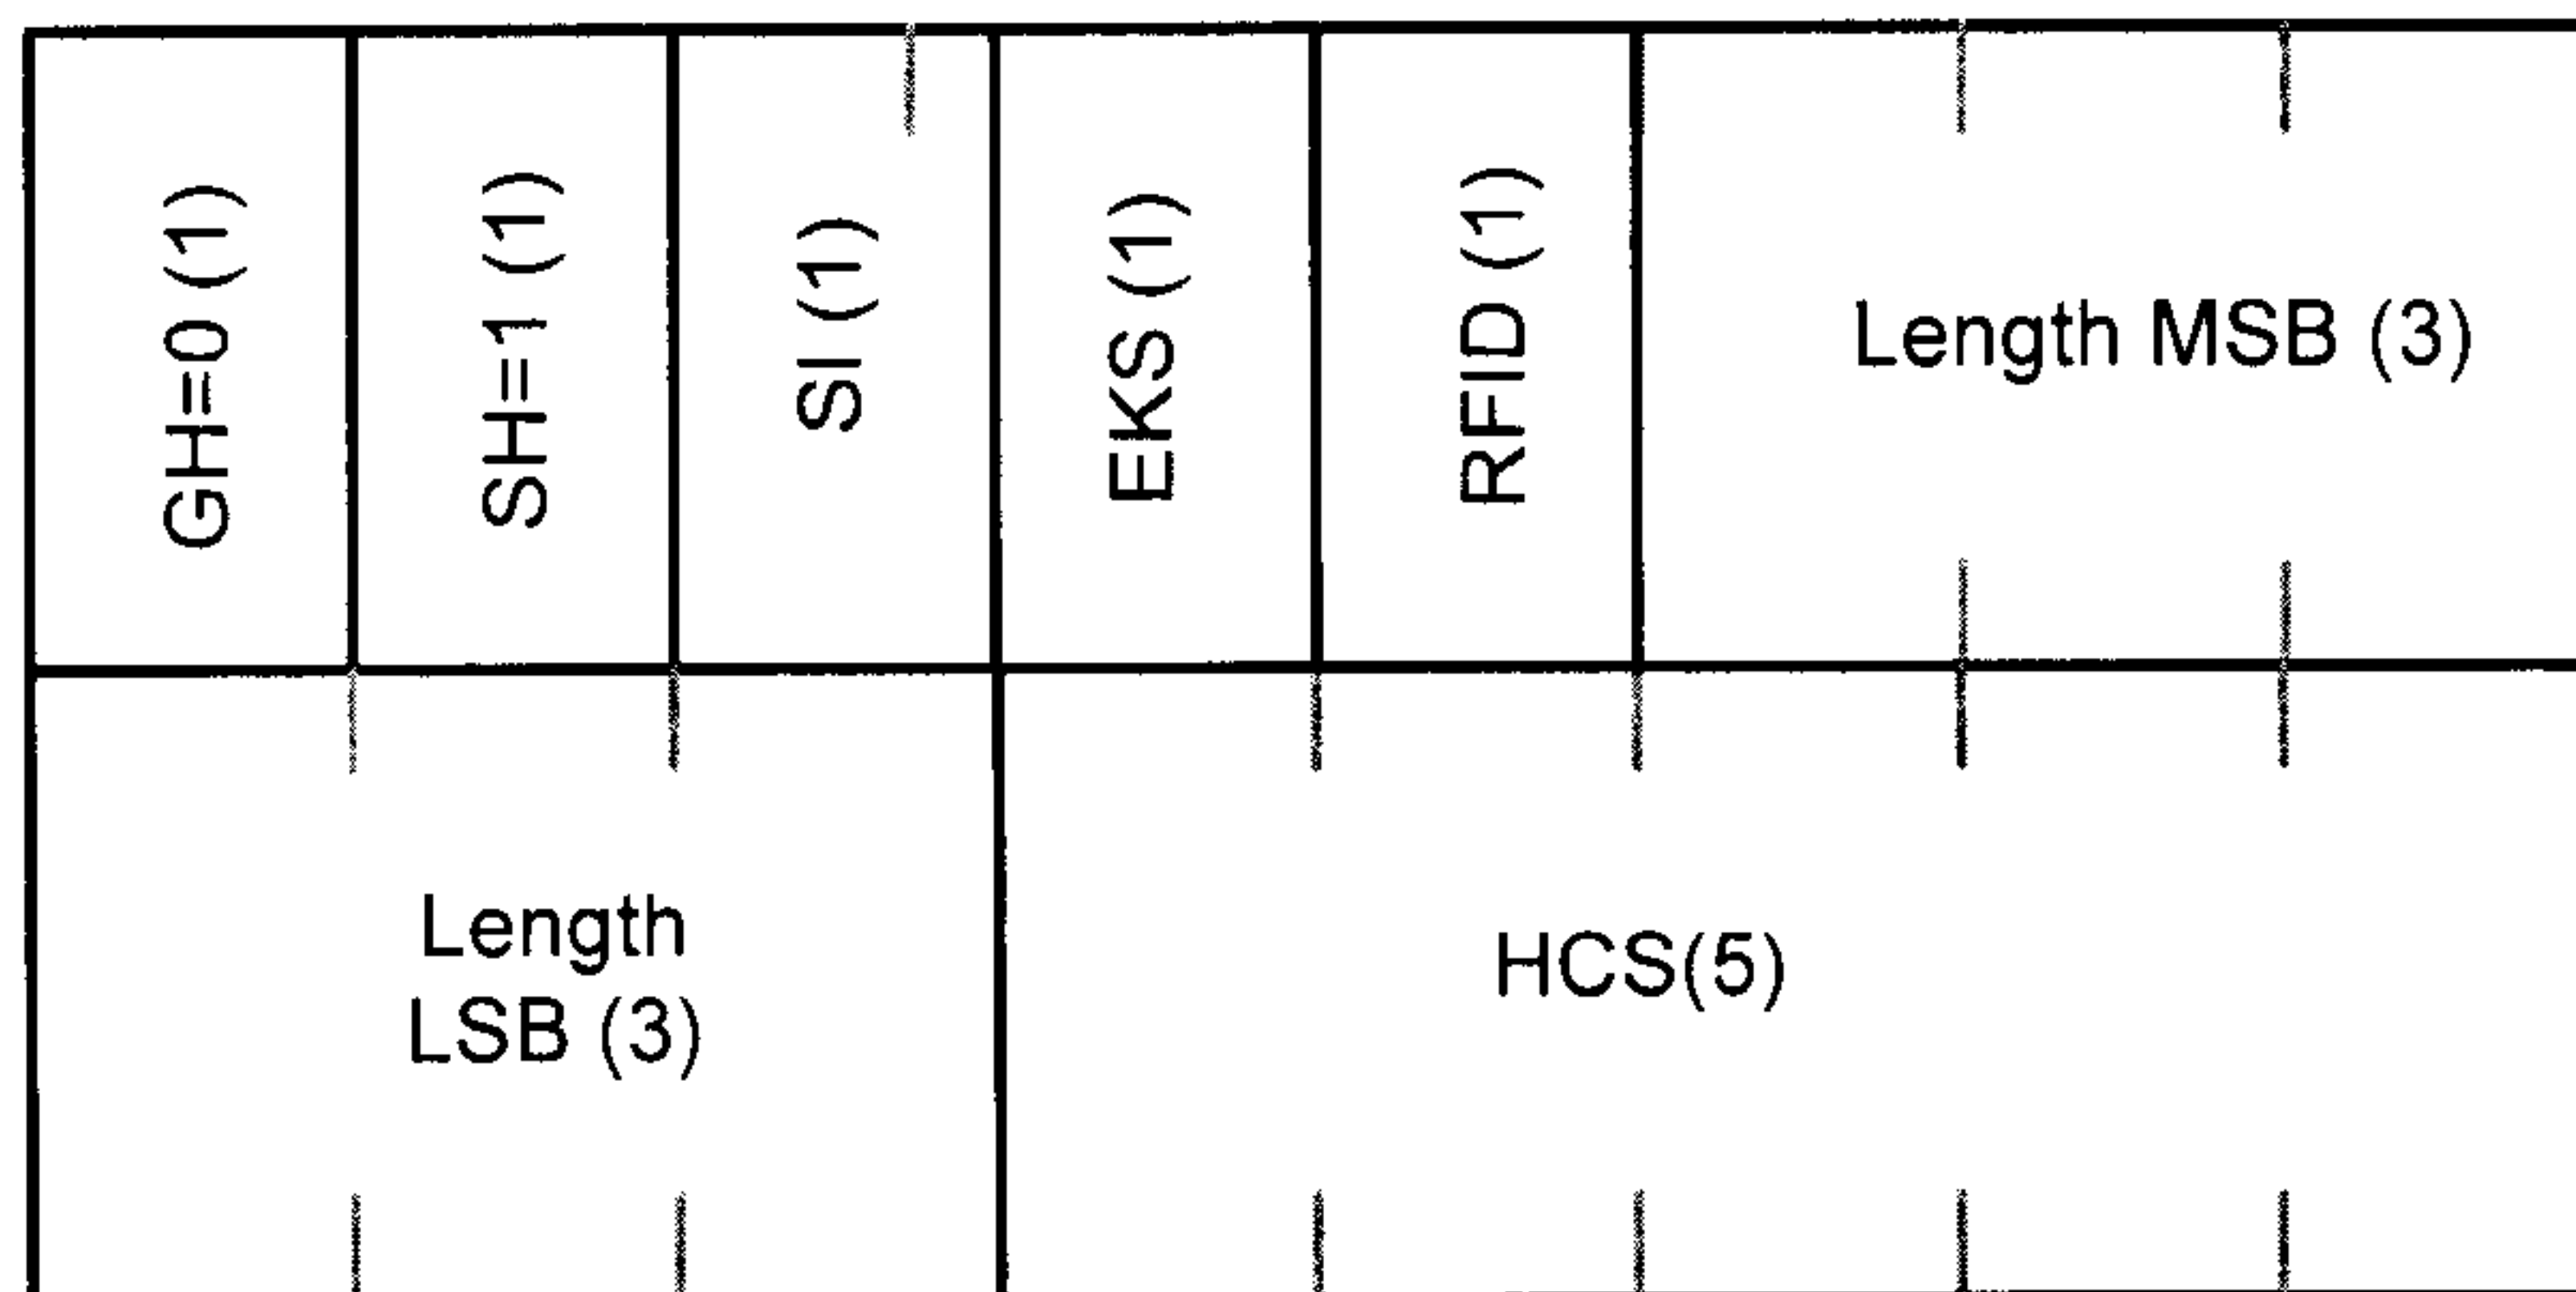 GH=0 (1)
SH=1 (1)
SI (1)
EKS (1)
RFID (1)
Length MSB (3)
Length
LSB (3)
HCS(5)